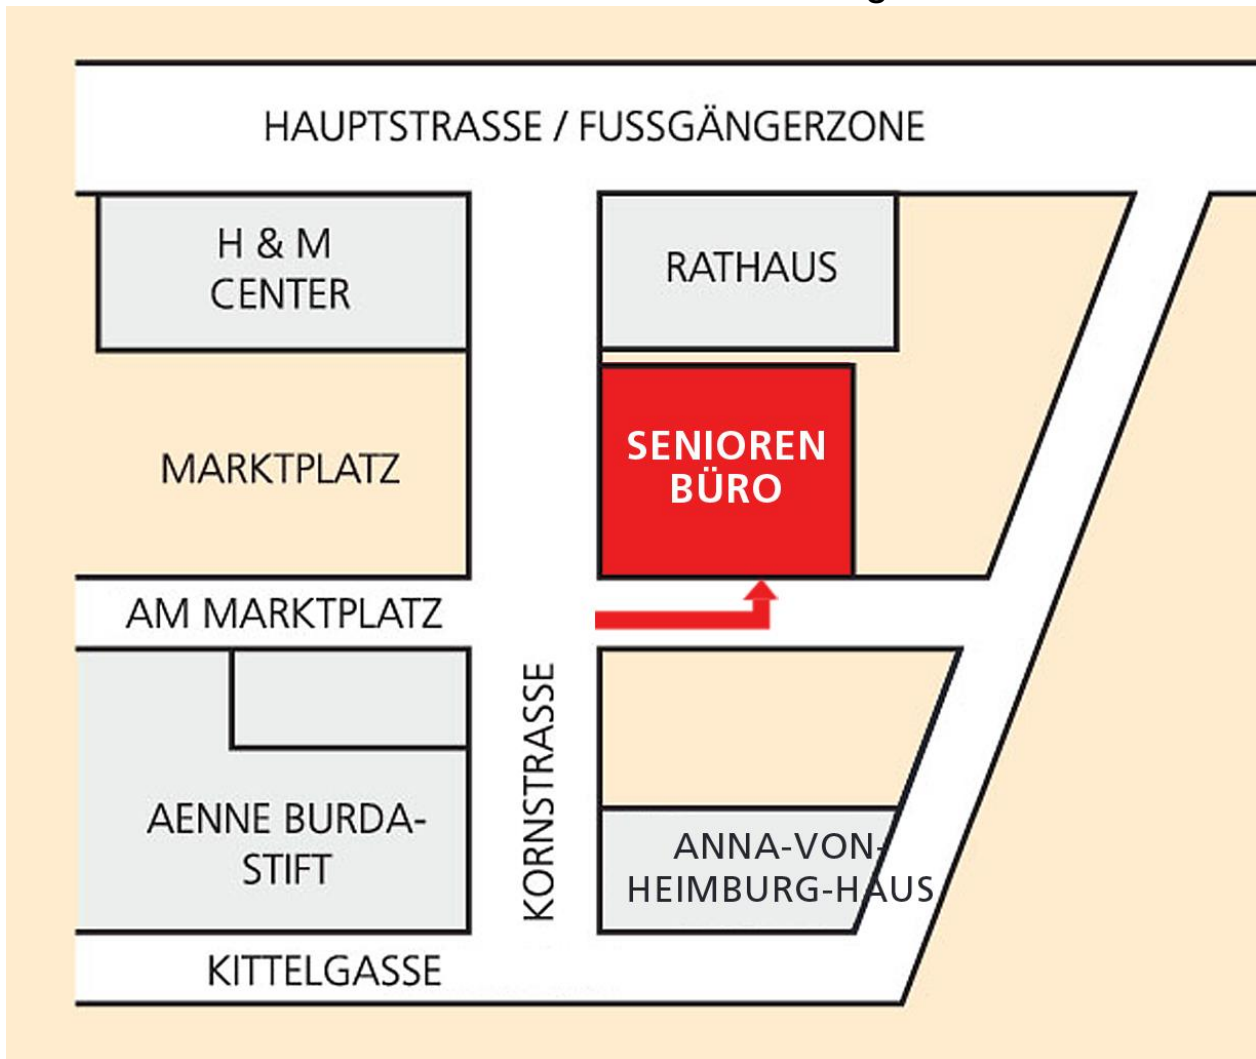 HAUPTSTRASSE / FUSSGÄNGERZONE
H & M
CENTER
RATHAUS
MARKTPLATZ
SENIOREN
BÜRO
AM MARKTPLATZ
KORNSTRASSE
AENNE BURDA-
STIFT
ANNA-VON-
HEIMBURG-HAUS
KITTELGASSE